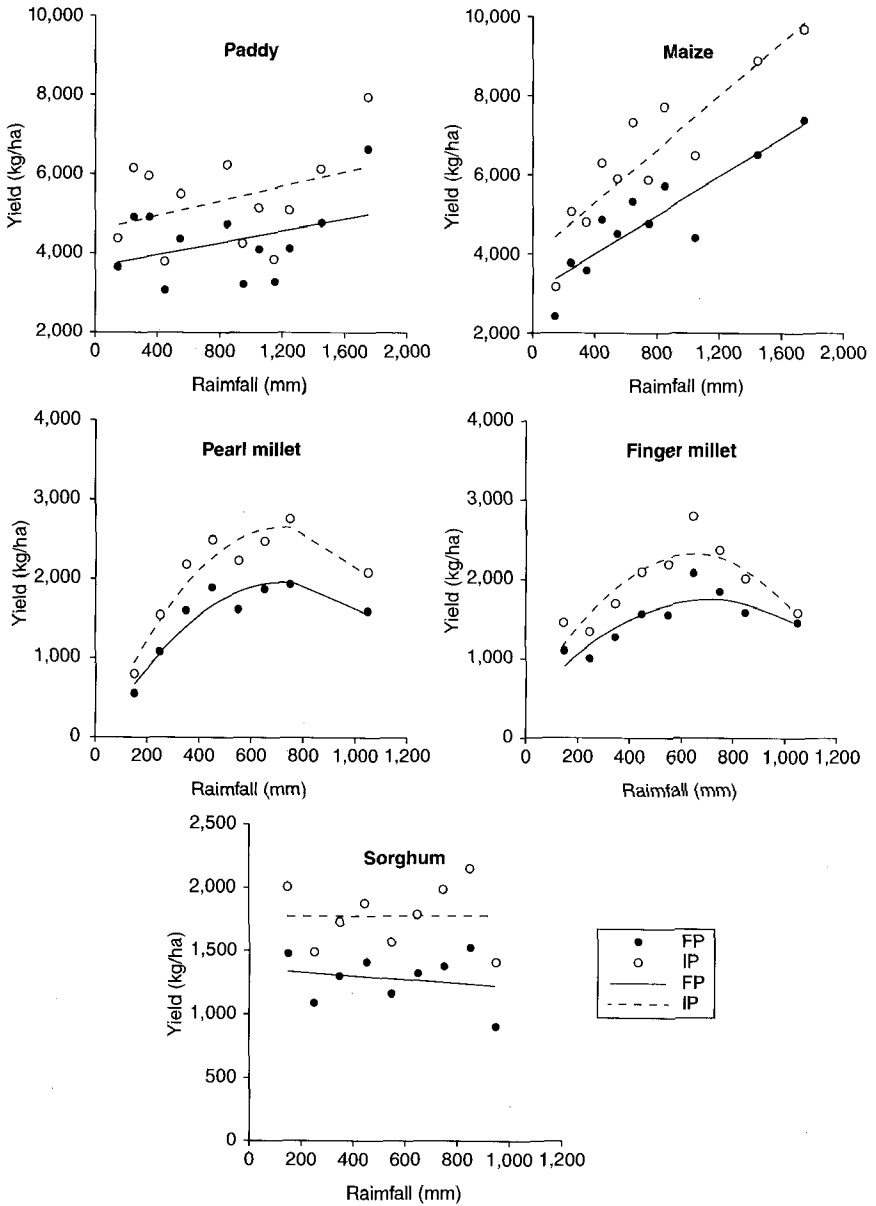 Paddy
Yield (kg/ha)
10,000
8,000
6,000
4,000
2,000
0 400 800 1,200 1,600 2,000
Raimfall (mm)
Maize
Yield (kg/ha)
10,000
8,000
6,000
4,000
2,000
0 400 800 1,200 1,600 2,000
Raimfall (mm)
Pearl millet
Yield (kg/ha)
4,000
3,000
2,000
1,000
0
0 200 400 600 800 1,000 1,200
Raimfall (mm)
Finger millet
Yield (kg/ha)
4,000
3,000
2,000
1,000
0
0 200 400 600 800 1,000 1,200
Raimfall (mm)
Sorghum
Yield (kg/ha)
2,500
2,000
1,500
1,000
500
0
0 200 400 600 800 1,000 1,200
Raimfall (mm)
FP
IP
FP
IP